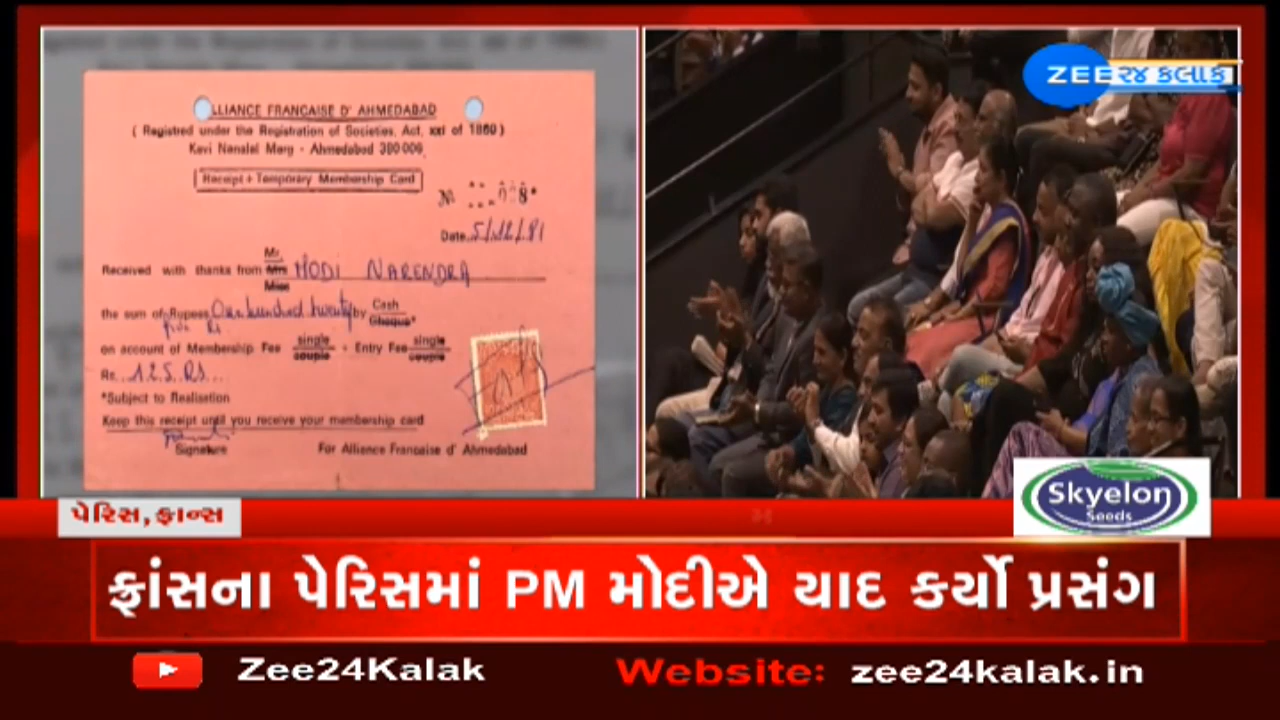 LLIANCE FRANCAISE D' AHMEDABAD
( Registred under the Registration of Societies, Act, xxi of 1860 )
Kavi Nanalal Marg - Ahmedabad 380 006.
Receipt + Temporary Membership Card
Date 5/12/81
Mr.
Received with thanks from Mrs MODI NARENDRA
Miss
the sum of Rupees One hundred twenty by Cash
five Rs Cheque*
on account of Membership Fee single couple + Entry Fee single couple
Rs. 125 Rs
*Subject to Realisation
Keep this receipt until you receive your membership card
Signature For Alliance Francaise d' Ahmedabad
ZEE ૨૪ કલાક
Skyelon
Seeds
પેરિસ,ફ્રાન્સ
ફ્રાંસના પેરિસમાં PM મોદીએ યાદ કર્યો પ્રસંગ
Zee24Kalak Website: zee24kalak.in